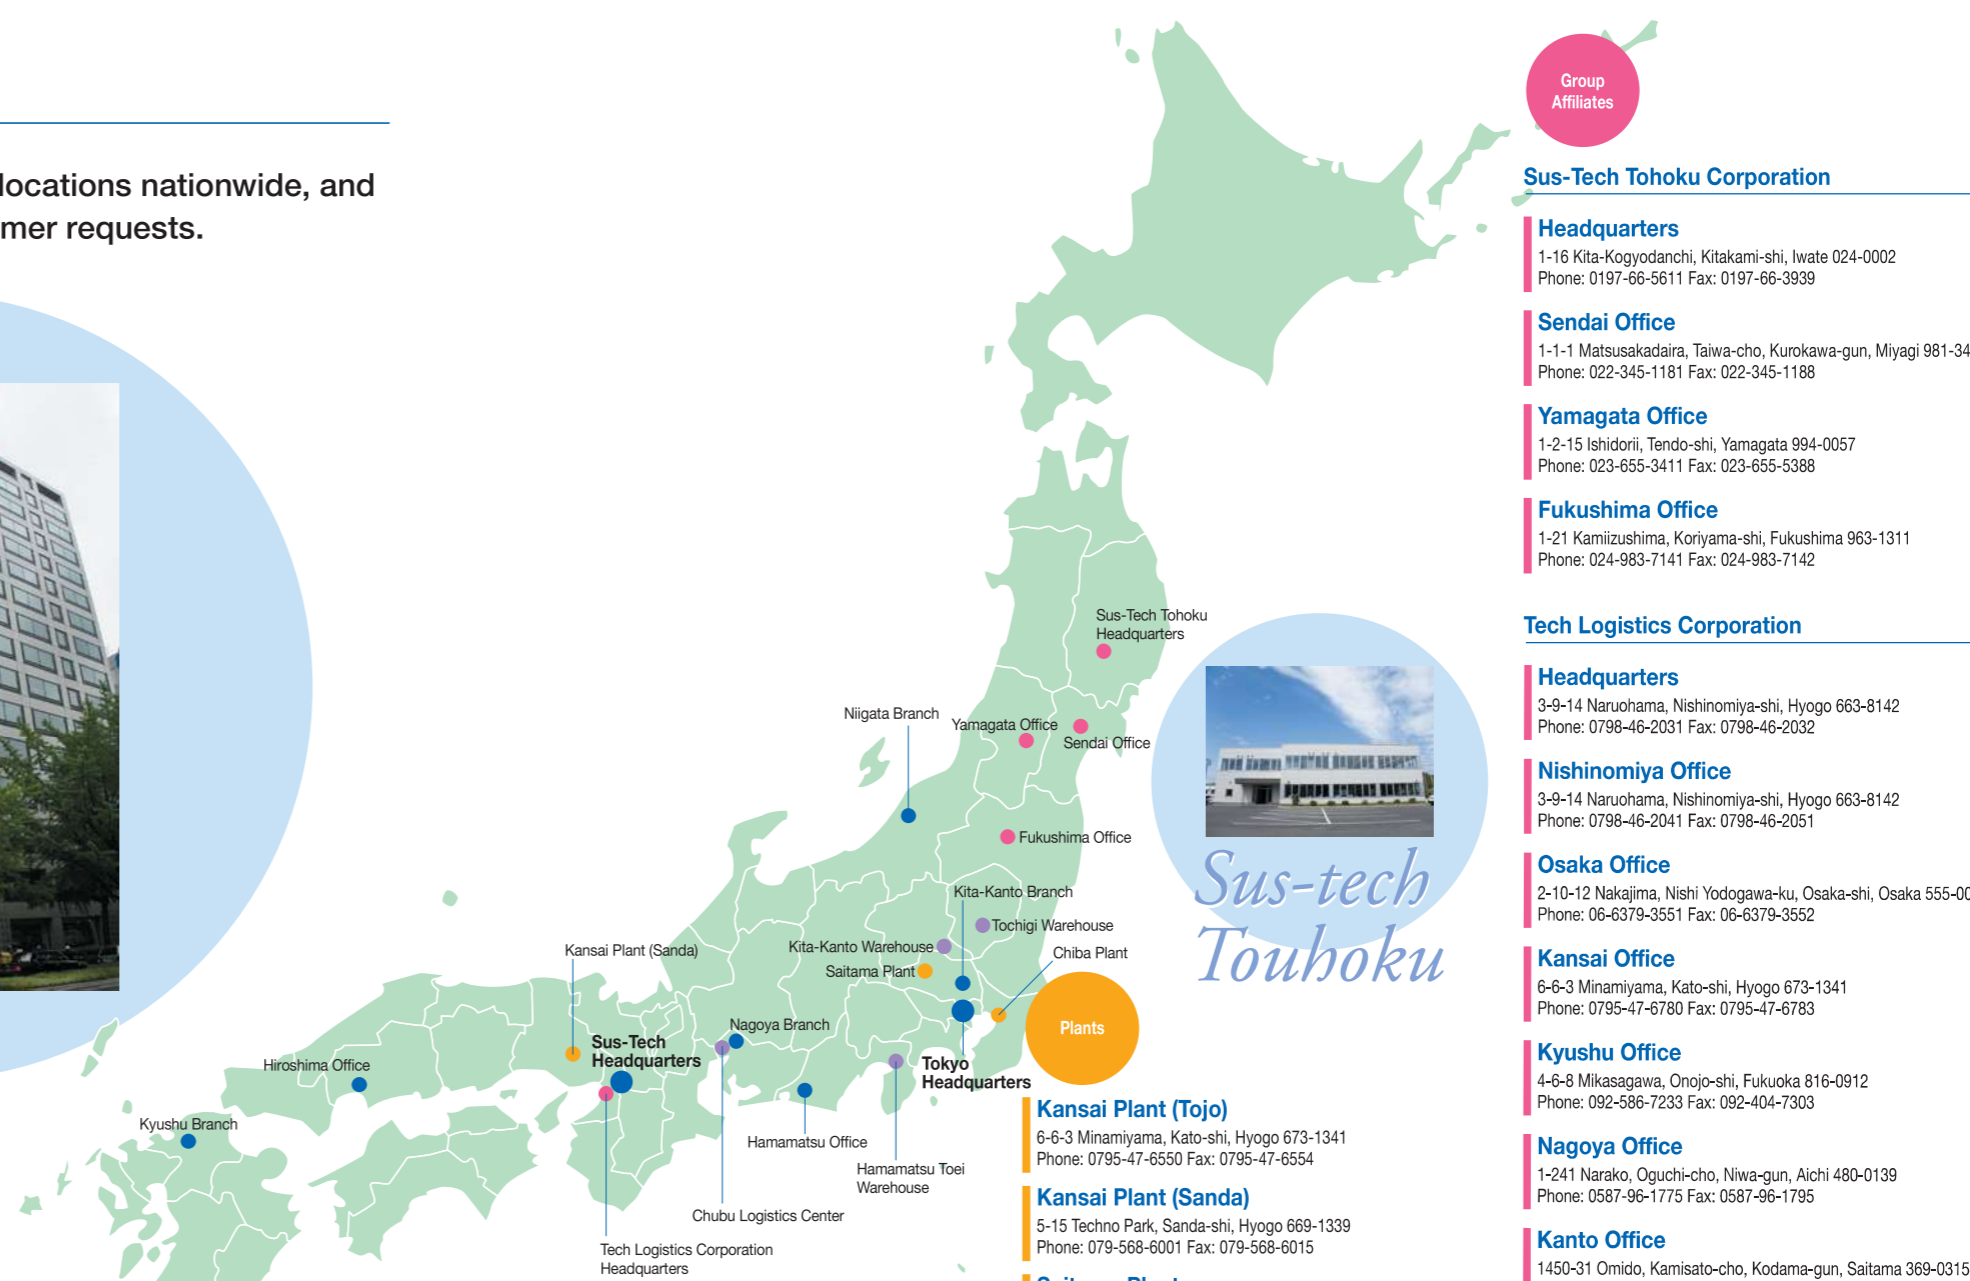 locations nationwide, and
mer requests.
Group
Affiliates
Sus-Tech Tohoku Corporation
Headquarters
1-16 Kita-Kogyodanchi, Kitakami-shi, Iwate 024-0002
Phone: 0197-66-5611 Fax: 0197-66-3939
Sendai Office
1-1-1 Matsusakadaira, Taiwa-cho, Kurokawa-gun, Miyagi 981-34
Phone: 022-345-1181 Fax: 022-345-1188
Yamagata Office
1-2-15 Ishidorii, Tendo-shi, Yamagata 994-0057
Phone: 023-655-3411 Fax: 023-655-5388
Fukushima Office
1-21 Kamiizushima, Koriyama-shi, Fukushima 963-1311
Phone: 024-983-7141 Fax: 024-983-7142
Tech Logistics Corporation
Headquarters
3-9-14 Naruohama, Nishinomiya-shi, Hyogo 663-8142
Phone: 0798-46-2031 Fax: 0798-46-2032
Nishinomiya Office
3-9-14 Naruohama, Nishinomiya-shi, Hyogo 663-8142
Phone: 0798-46-2041 Fax: 0798-46-2051
Osaka Office
2-10-12 Nakajima, Nishi Yodogawa-ku, Osaka-shi, Osaka 555-00
Phone: 06-6379-3551 Fax: 06-6379-3552
Kansai Office
6-6-3 Minamiyama, Kato-shi, Hyogo 673-1341
Phone: 0795-47-6780 Fax: 0795-47-6783
Kyushu Office
4-6-8 Mikasagawa, Onojo-shi, Fukuoka 816-0912
Phone: 092-586-7233 Fax: 092-404-7303
Nagoya Office
1-241 Narako, Oguchi-cho, Niwa-gun, Aichi 480-0139
Phone: 0587-96-1775 Fax: 0587-96-1795
Kanto Office
1450-31 Omido, Kamisato-cho, Kodama-gun, Saitama 369-0315
Sus-Tech Tohoku
Headquarters
Niigata Branch
Yamagata Office
Sendai Office
Fukushima Office
Sus-tech
Touhoku
Kita-Kanto Branch
Tochigi Warehouse
Kita-Kanto Warehouse
Chiba Plant
Saitama Plant
Kansai Plant (Sanda)
Nagoya Branch
Sus-Tech
Headquarters
Hiroshima Office
Tokyo
Headquarters
Kyushu Branch
Hamamatsu Office
Hamamatsu Toei
Warehouse
Chubu Logistics Center
Tech Logistics Corporation
Headquarters
Plants
Kansai Plant (Tojo)
6-6-3 Minamiyama, Kato-shi, Hyogo 673-1341
Phone: 0795-47-6550 Fax: 0795-47-6554
Kansai Plant (Sanda)
5-15 Techno Park, Sanda-shi, Hyogo 669-1339
Phone: 079-568-6001 Fax: 079-568-6015
Saitama Plant